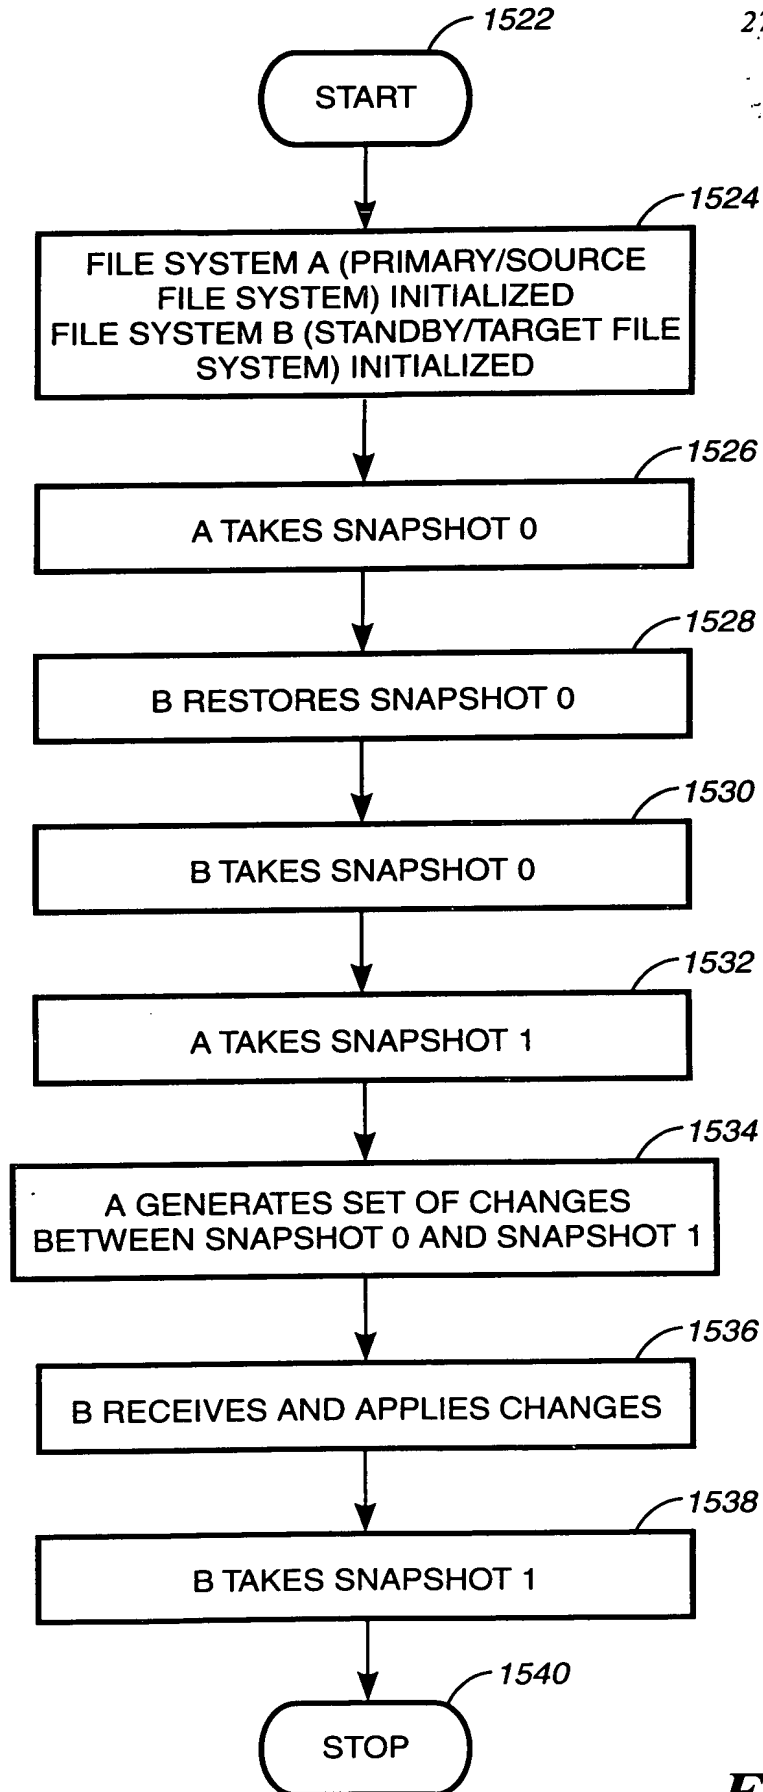 1522
27
START
1524
FILE SYSTEM A (PRIMARY/SOURCE
FILE SYSTEM) INITIALIZED
FILE SYSTEM B (STANDBY/TARGET FILE
SYSTEM) INITIALIZED
1526
A TAKES SNAPSHOT 0
1528
B RESTORES SNAPSHOT 0
1530
B TAKES SNAPSHOT 0
1532
A TAKES SNAPSHOT 1
1534
A GENERATES SET OF CHANGES
BETWEEN SNAPSHOT 0 AND SNAPSHOT 1
1536
B RECEIVES AND APPLIES CHANGES
1538
B TAKES SNAPSHOT 1
1540
STOP